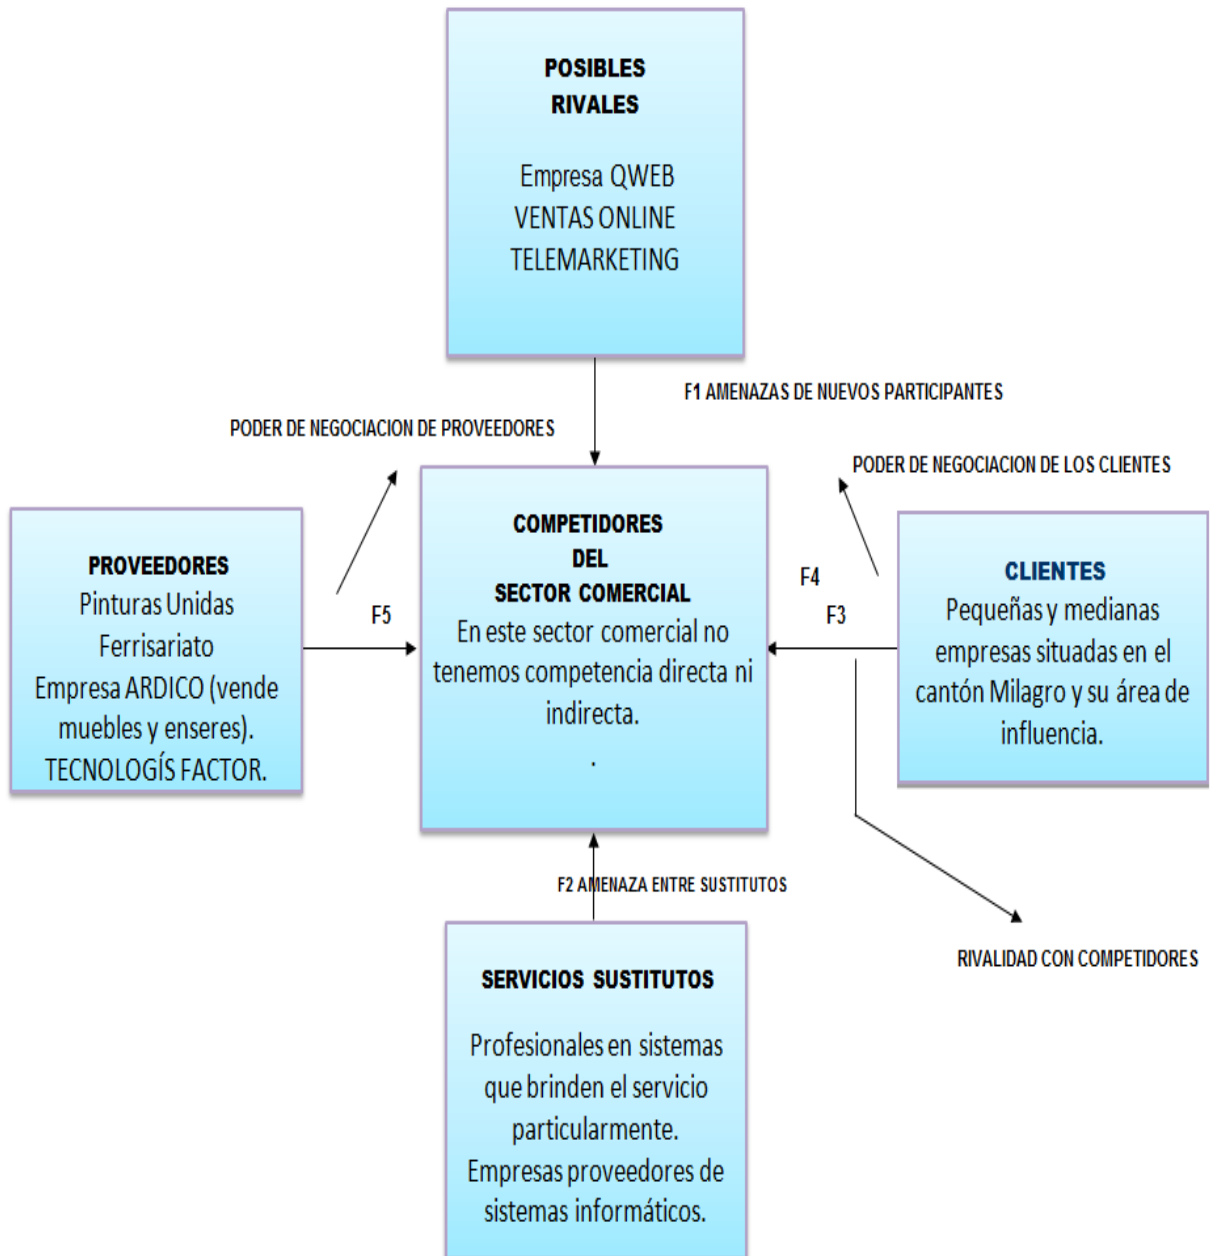 POSIBLES
RIVALES
Empresa QWEB
VENTAS ONLINE
TELEMARKETING
F1 AMENAZAS DE NUEVOS PARTICIPANTES
PODER DE NEGOCIACION DE PROVEEDORES
PODER DE NEGOCIACION DE LOS CLIENTES
PROVEEDORES
Pinturas Unidas
Ferrisariato
Empresa ARDICO (vende
muebles y enseres).
TECNOLOGÍS FACTOR.
F5
COMPETIDORES
DEL
SECTOR COMERCIAL
En este sector comercial no
tenemos competencia directa ni
indirecta.
.
F4
F3
CLIENTES
Pequeñas y medianas
empresas situadas en el
cantón Milagro y su área de
influencia.
F2 AMENAZA ENTRE SUSTITUTOS
RIVALIDAD CON COMPETIDORES
SERVICIOS SUSTITUTOS
Profesionales en sistemas
que brinden el servicio
particularmente.
Empresas proveedores de
sistemas informáticos.